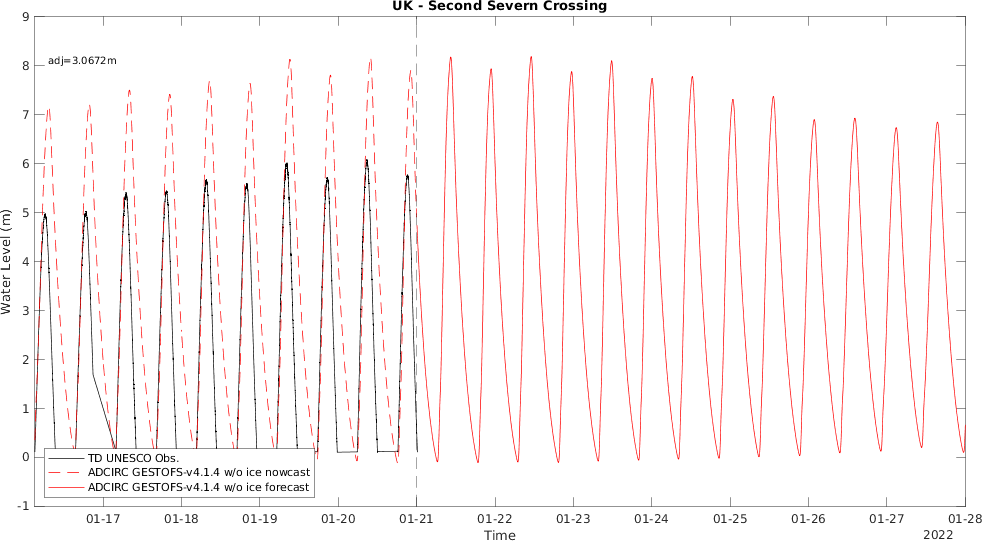 UK - Second Severn Crossing
9
8
7
6
5
4
3
2
1
0
-1
Water Level (m)
adj=3.0672m
TD UNESCO Obs.
ADCIRC GESTOFS-v4.1.4 w/o ice nowcast
ADCIRC GESTOFS-v4.1.4 w/o ice forecast
01-17 01-18 01-19 01-20 01-21 01-22 01-23 01-24 01-25 01-26 01-27 01-28
Time
2022